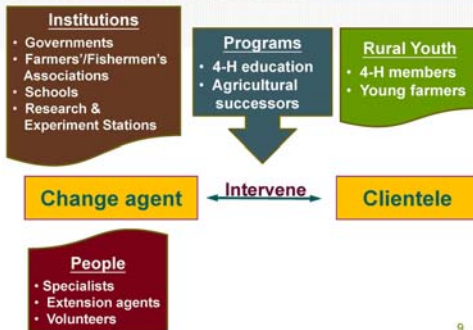 Institutions
• Governments
• Farmers'/Fishermen's
Associations
• Schools
• Research &
Experiment Stations
Programs
• 4-H education
• Agricultural
successors
Rural Youth
• 4-H members
• Young farmers
Change agent
Intervene
Clientele
People
• Specialists
• Extension agents
• Volunteers
9